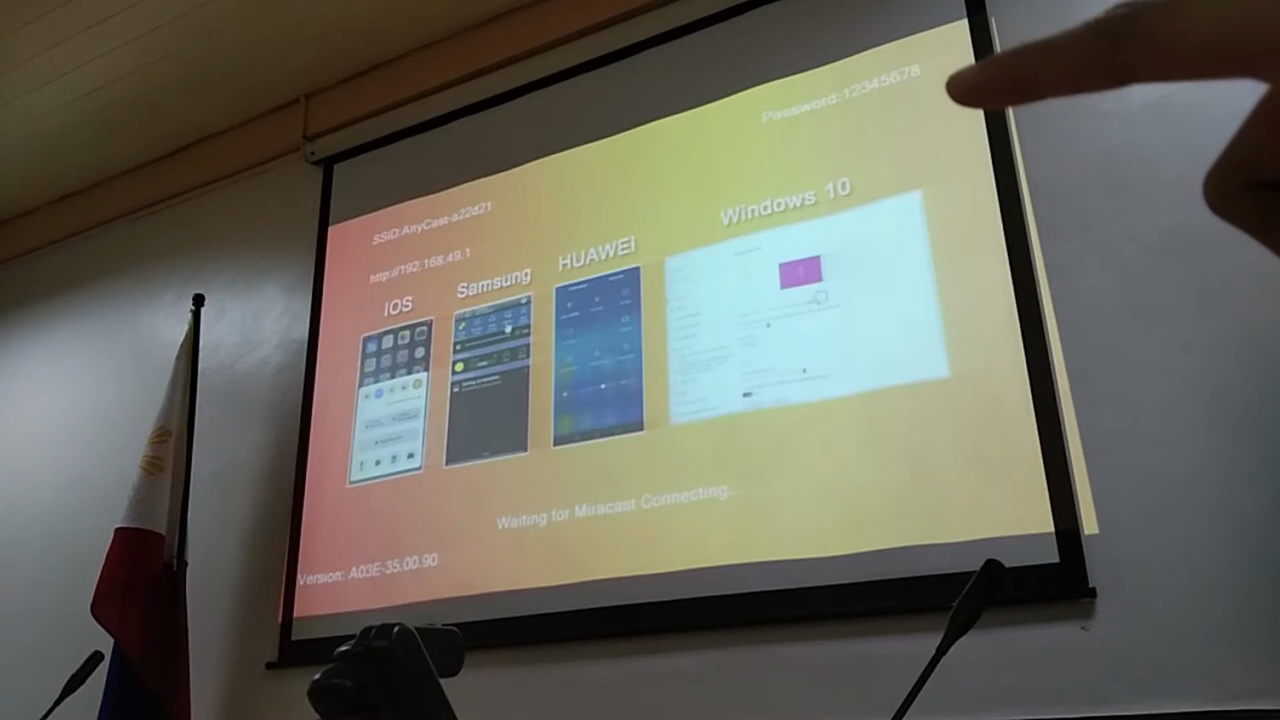 Password:12345678
SSID:AnyCast-a22d21
http://192.168.49.1
IOS
Samsung
HUAWEI
Windows 10
1
Waiting for Miracast Connecting...
Version: A03E-35.00.90